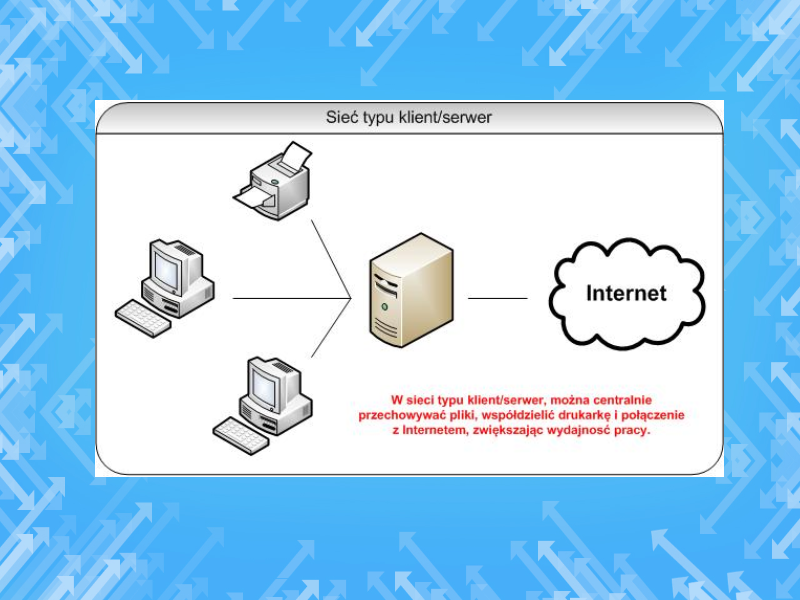 Sieć typu klient/serwer
Internet
W sieci typu klient/serwer, można centralnie
przechowywać pliki, współdzielić drukarkę i połączenie
z Internetem, zwiększając wydajnosć pracy.